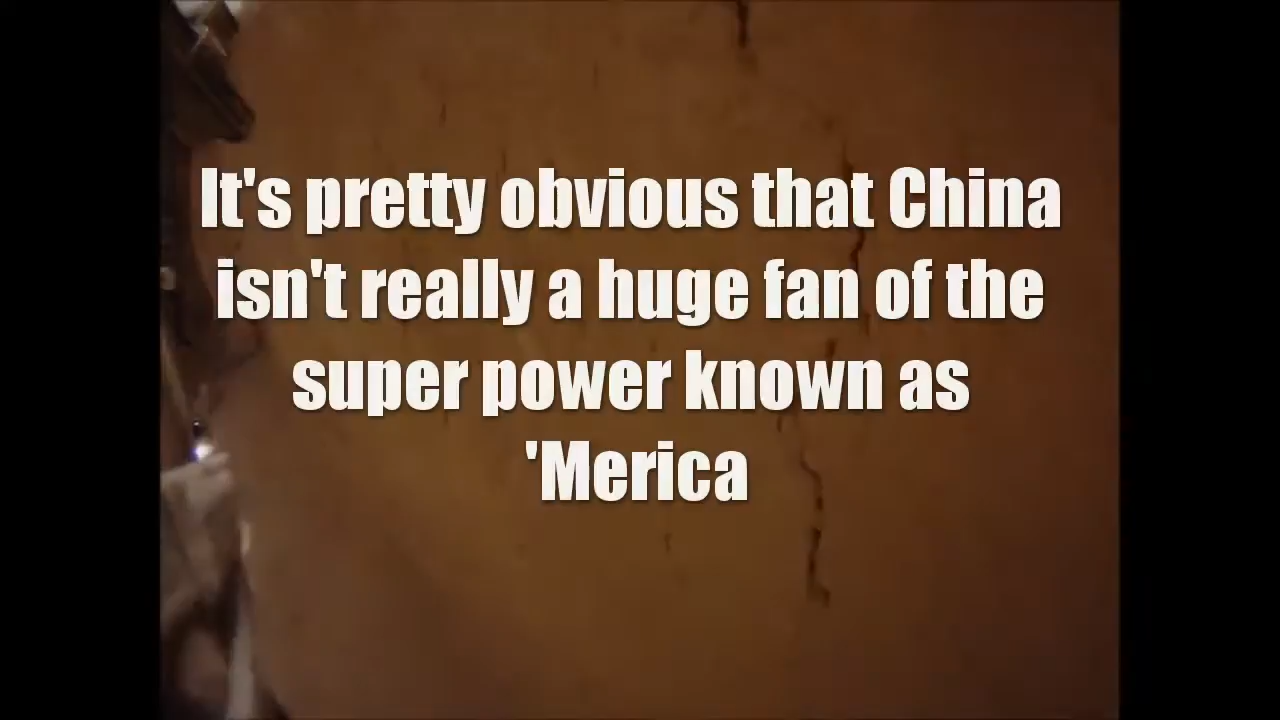 It's pretty obvious that China
isn't really a huge fan of the
super power known as
'Merica